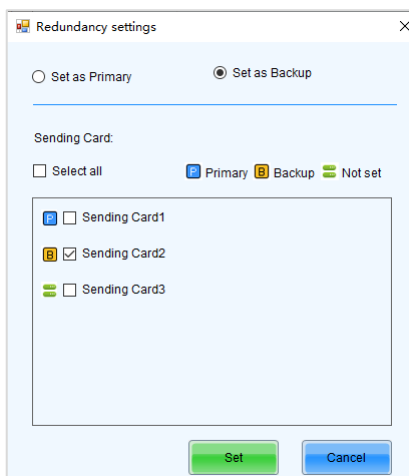 Redundancy settings
Set as Primary
Set as Backup
Sending Card:
Select all
P Primary B Backup Not set
P Sending Card1
B Sending Card2
Sending Card3
Set
Cancel